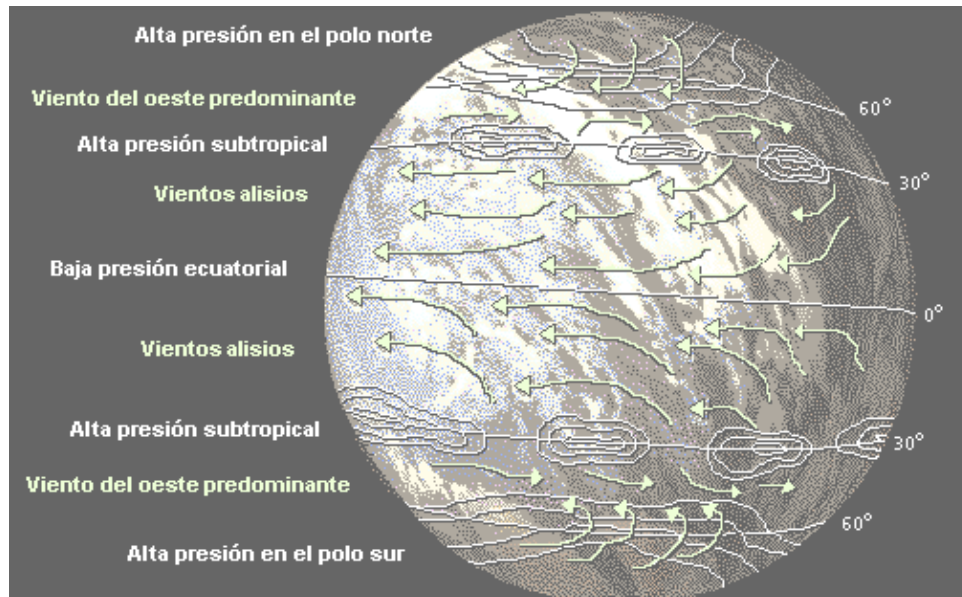 Alta presión en el polo norte
Viento del oeste predominante
60°
Alta presión subtropical
30°
Vientos alisios
Baja presión ecuatorial
0°
Vientos alisios
Alta presión subtropical
30°
Viento del oeste predominante
60°
Alta presión en el polo sur